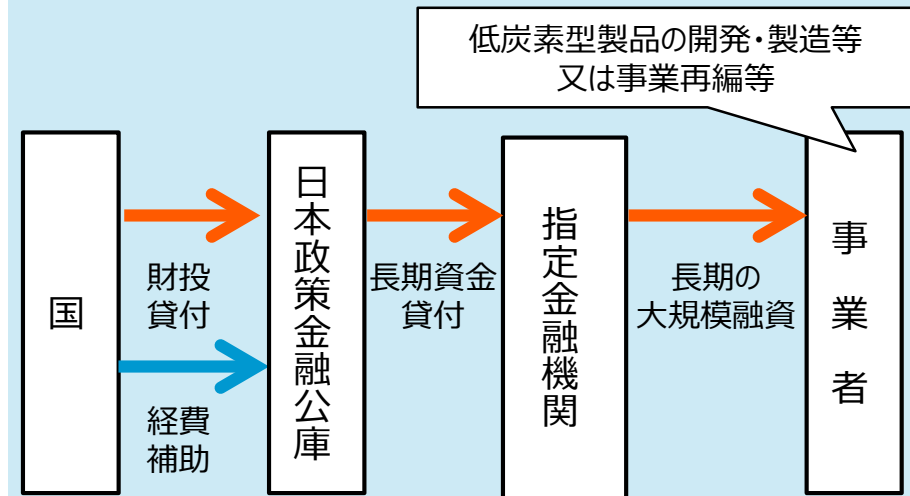 低炭素型製品の開発・製造等
又は事業再編等
国
財投
貸付
経費
補助
日本政策金融公庫
長期資金
貸付
指定金融機関
長期の
大規模融資
事業者